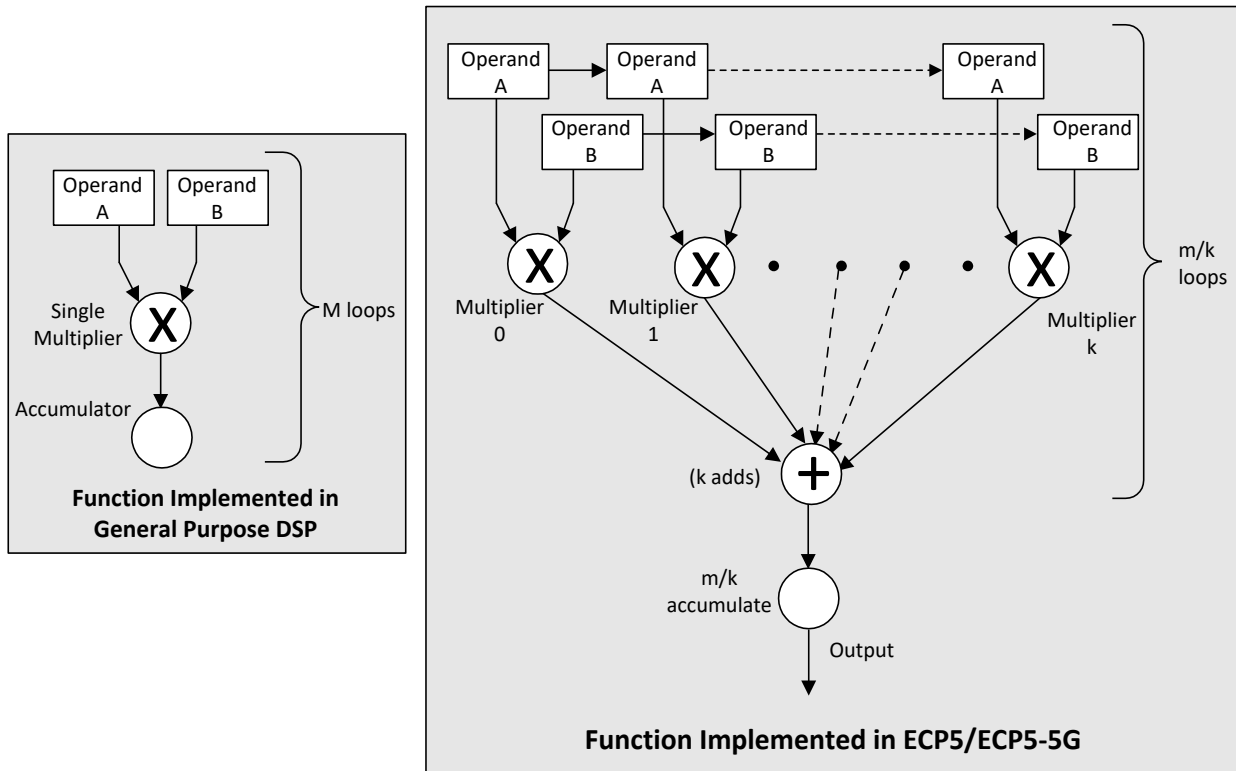 Operand
A
Operand
B
Single
Multiplier
X
Accumulator
M loops
Function Implemented in
General Purpose DSP
Operand
A
Operand
A
Operand
A
Operand
B
Operand
B
Operand
B
X
X
X
Multiplier
0
Multiplier
1
Multiplier
k
m/k
loops
(k adds)
+
m/k
accumulate
Output
Function Implemented in ECP5/ECP5-5G